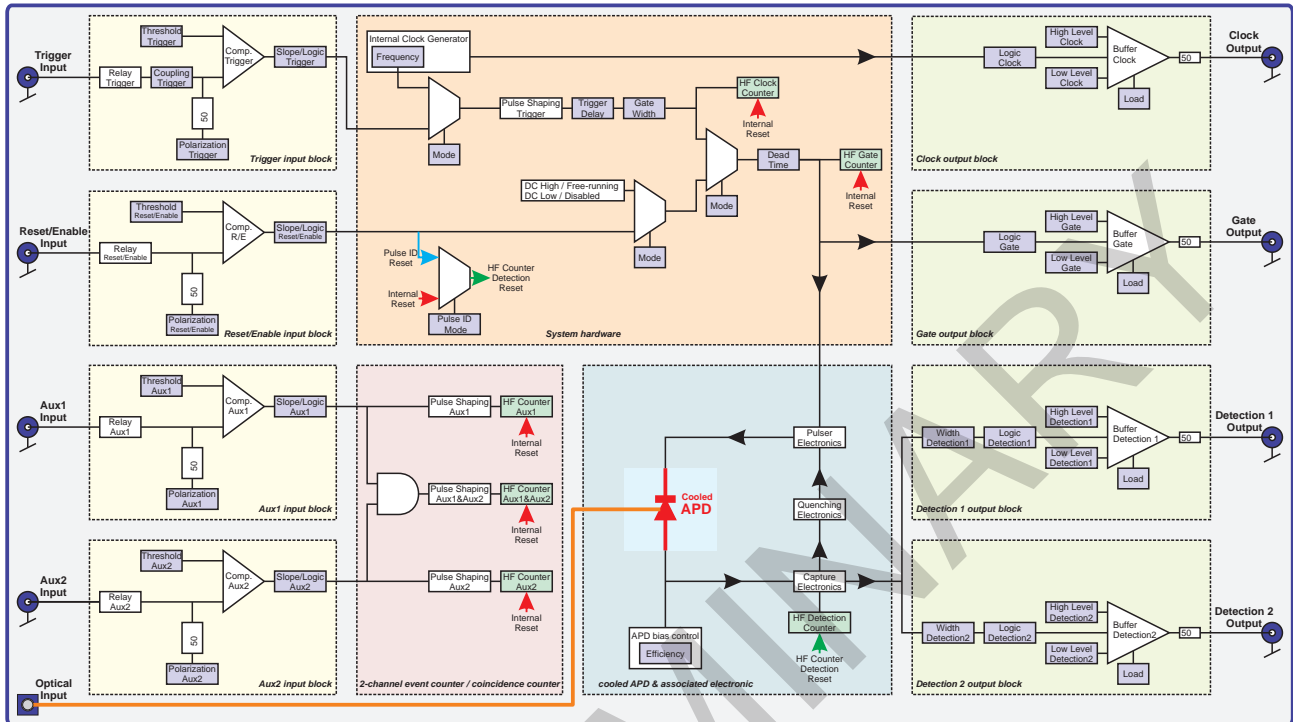 Trigger
Input
Threshold
Trigger
Relay
Trigger
Coupling
Trigger
50
Polarization
Trigger
Comp.
Trigger
Slope/Logic
Trigger
Trigger input block
Internal Clock Generator
Frequency
Mode
Pulse Shaping
Trigger
Trigger
Delay
Gate
Width
HF Clock
Counter
Internal
Reset
DC High / Free-running
DC Low / Disabled
Mode
Mode
Dead
Time
HF Gate
Counter
Internal
Reset
Pulse ID
Reset
Internal
Reset
HF Counter
Detection
Reset
Pulse ID
Mode
System hardware
Logic
Clock
High Level
Clock
Low Level
Clock
Buffer
Clock
Load
50
Clock
Output
Clock output block
Reset/Enable
Input
Threshold
Reset/Enable
Relay
Reset/Enable
50
Polarization
Reset/Enable
Comp.
R/E
Slope/Logic
Reset/Enable
Reset/Enable input block
Logic
Gate
High Level
Gate
Low Level
Gate
Buffer
Gate
Load
50
Gate
Output
Gate output block
Aux1
Input
Threshold
Aux1
Relay
Aux1
50
Polarization
Aux1
Comp.
Aux1
Slope/Logic
Aux1
Aux1 input block
Pulse Shaping
Aux1
HF Counter
Aux1
Internal
Reset
Pulse Shaping
Aux1&Aux2
HF Counter
Aux1&Aux2
Internal
Reset
Pulse Shaping
Aux2
HF Counter
Aux2
Internal
Reset
2-channel event counter / coincidence counter
Pulser
Electronics
Cooled
APD
Quenching
Electronics
Capture
Electronics
APD bias control
Efficiency
HF Detection
Counter
HF Counter
Detection
Reset
cooled APD & associated electronic
Width
Detection1
Logic
Detection1
High Level
Detection1
Low Level
Detection1
Buffer
Detection 1
Load
50
Detection 1
Output
Detection 1 output block
Aux2
Input
Threshold
Aux2
Relay
Aux2
50
Polarization
Aux2
Comp.
Aux2
Slope/Logic
Aux2
Aux2 input block
Width
Detection2
Logic
Detection2
High Level
Detection2
Low Level
Detection2
Buffer
Detection2
Load
50
Detection 2
Output
Detection 2 output block
Optical
Input
MINARY